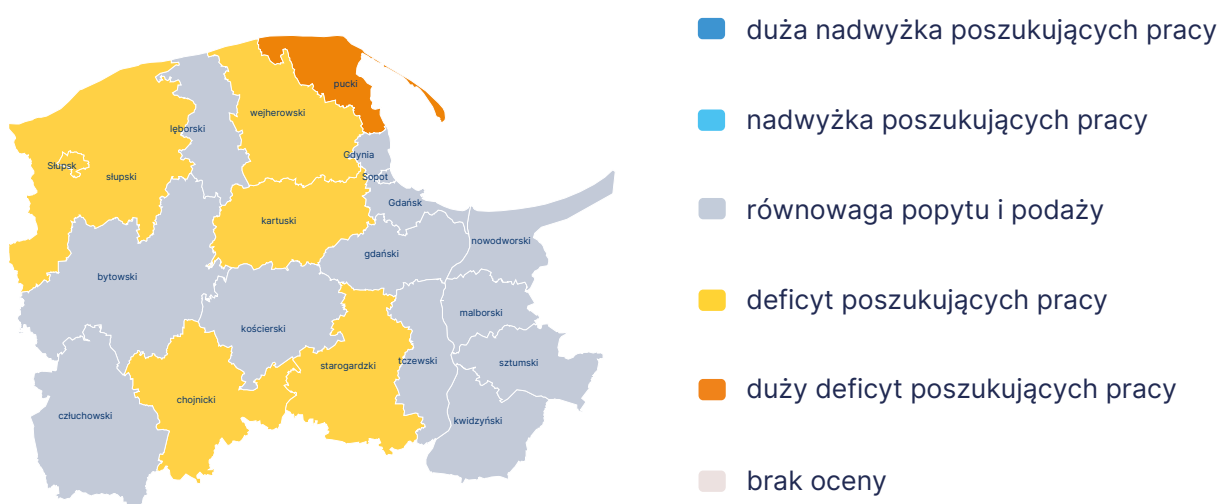 pucki
wejherowski
lęborski
Gdynia
Słupsk
słupski
Sopot
Gdańsk
kartuski
nowodworski
gdański
bytowski
malborski
kościerski
tczewski
sztumski
starogardzki
chojnicki
człuchowski
kwidzyński
duża nadwyżka poszukujących pracy
nadwyżka poszukujących pracy
równowaga popytu i podaży
deficyt poszukujących pracy
duży deficyt poszukujących pracy
brak oceny